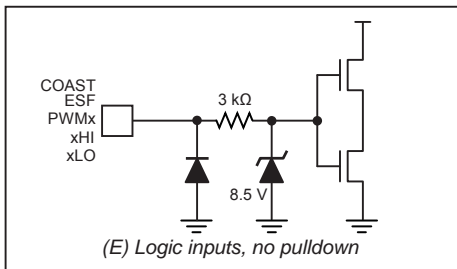 COAST
ESF
PWMx
xHI
xLO
3 kΩ
8.5 V
(E) Logic inputs, no pulldown